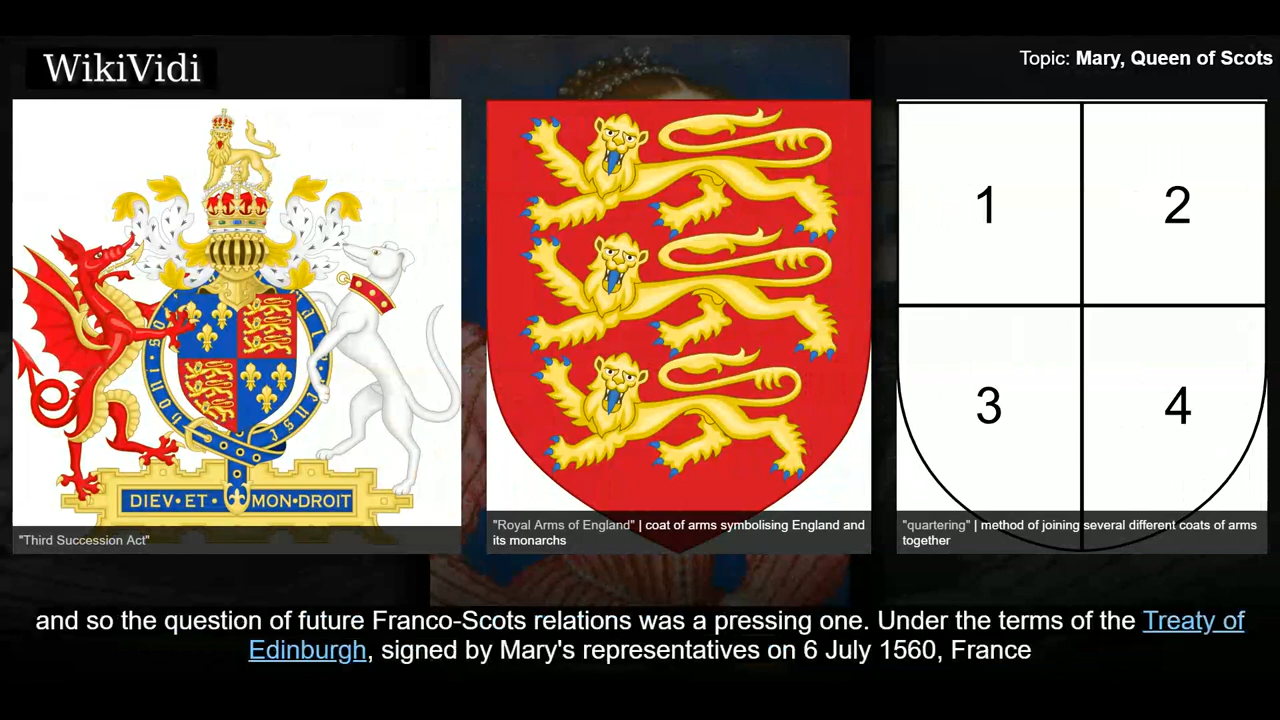 WikiVidi
Topic: Mary, Queen of Scots
DIEV·ET·
MON·DROIT
"Third Succession Act"
"Royal Arms of England" | coat of arms symbolising England and
its monarchs
1
2
3
4
"quartering" | method of joining several different coats of arms
together
and so the question of future Franco-Scots relations was a pressing one. Under the terms of the Treaty of
Edinburgh, signed by Mary's representatives on 6 July 1560, France